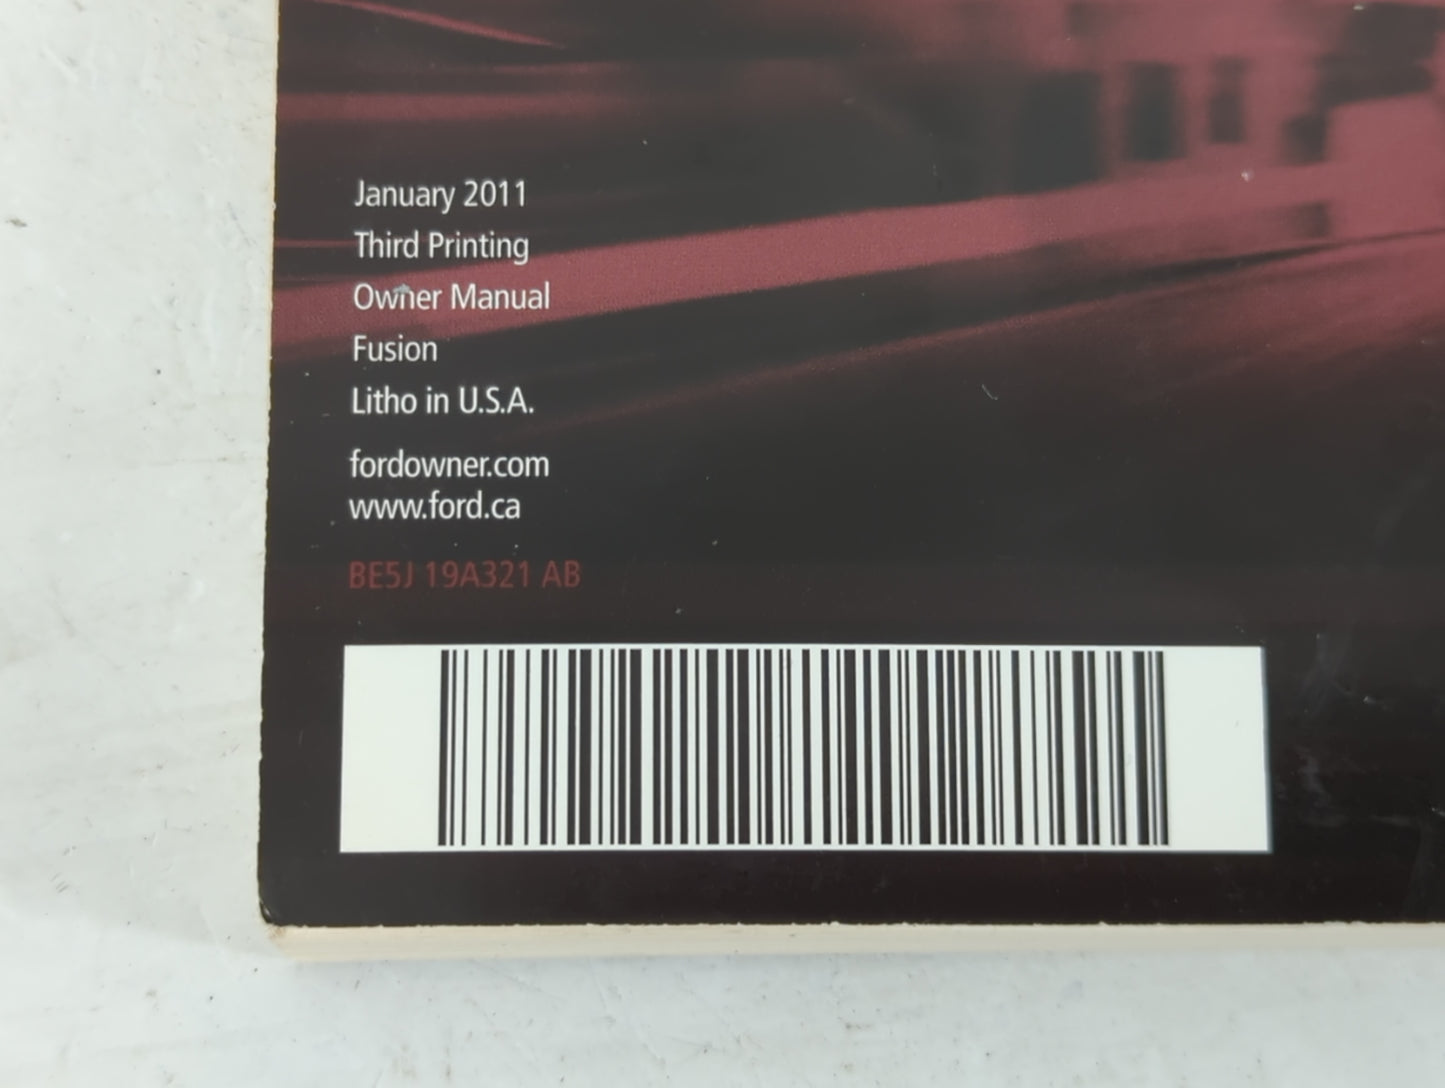 January 2011
Third Printing
Owner Manual
Fusion
Litho in U.S.A.
fordowner.com
www.ford.ca
BE5J 19A321 AB